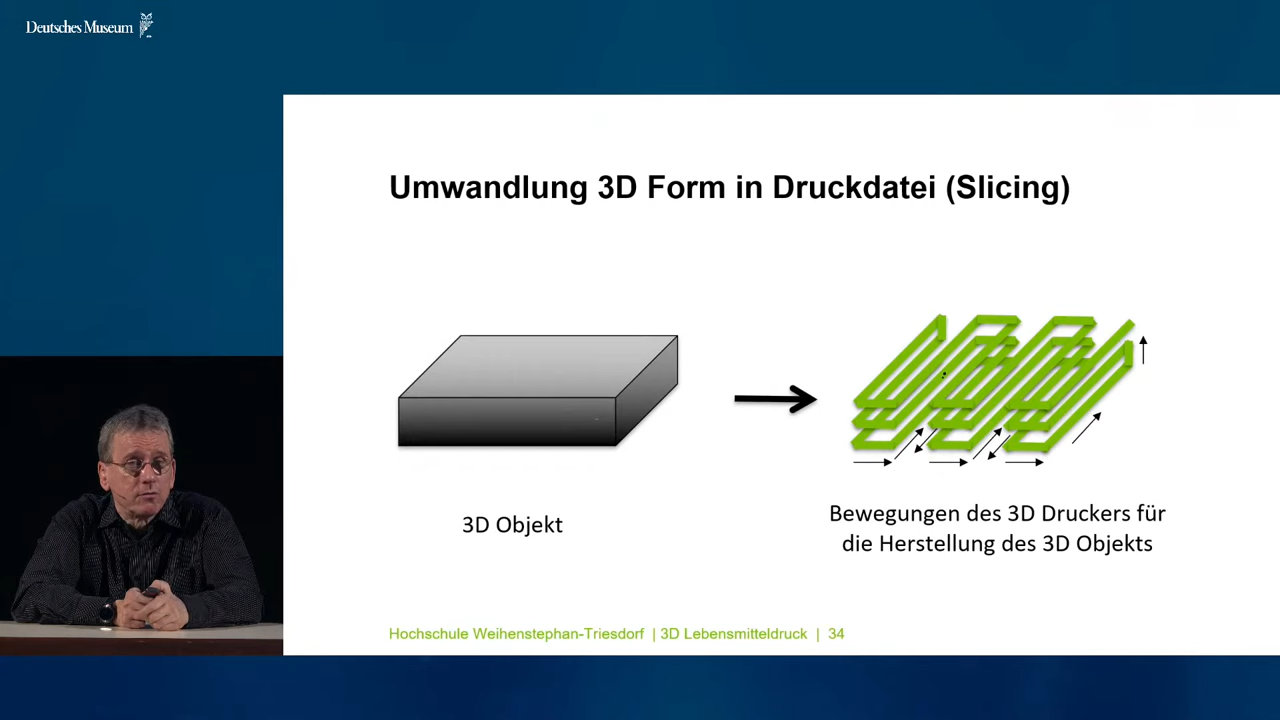 Deutsches Museum
Umwandlung 3D Form in Druckdatei (Slicing)
3D Objekt
Bewegungen des 3D Druckers für
die Herstellung des 3D Objekts
Hochschule Weihenstephan-Triesdorf | 3D Lebensmitteldruck | 34